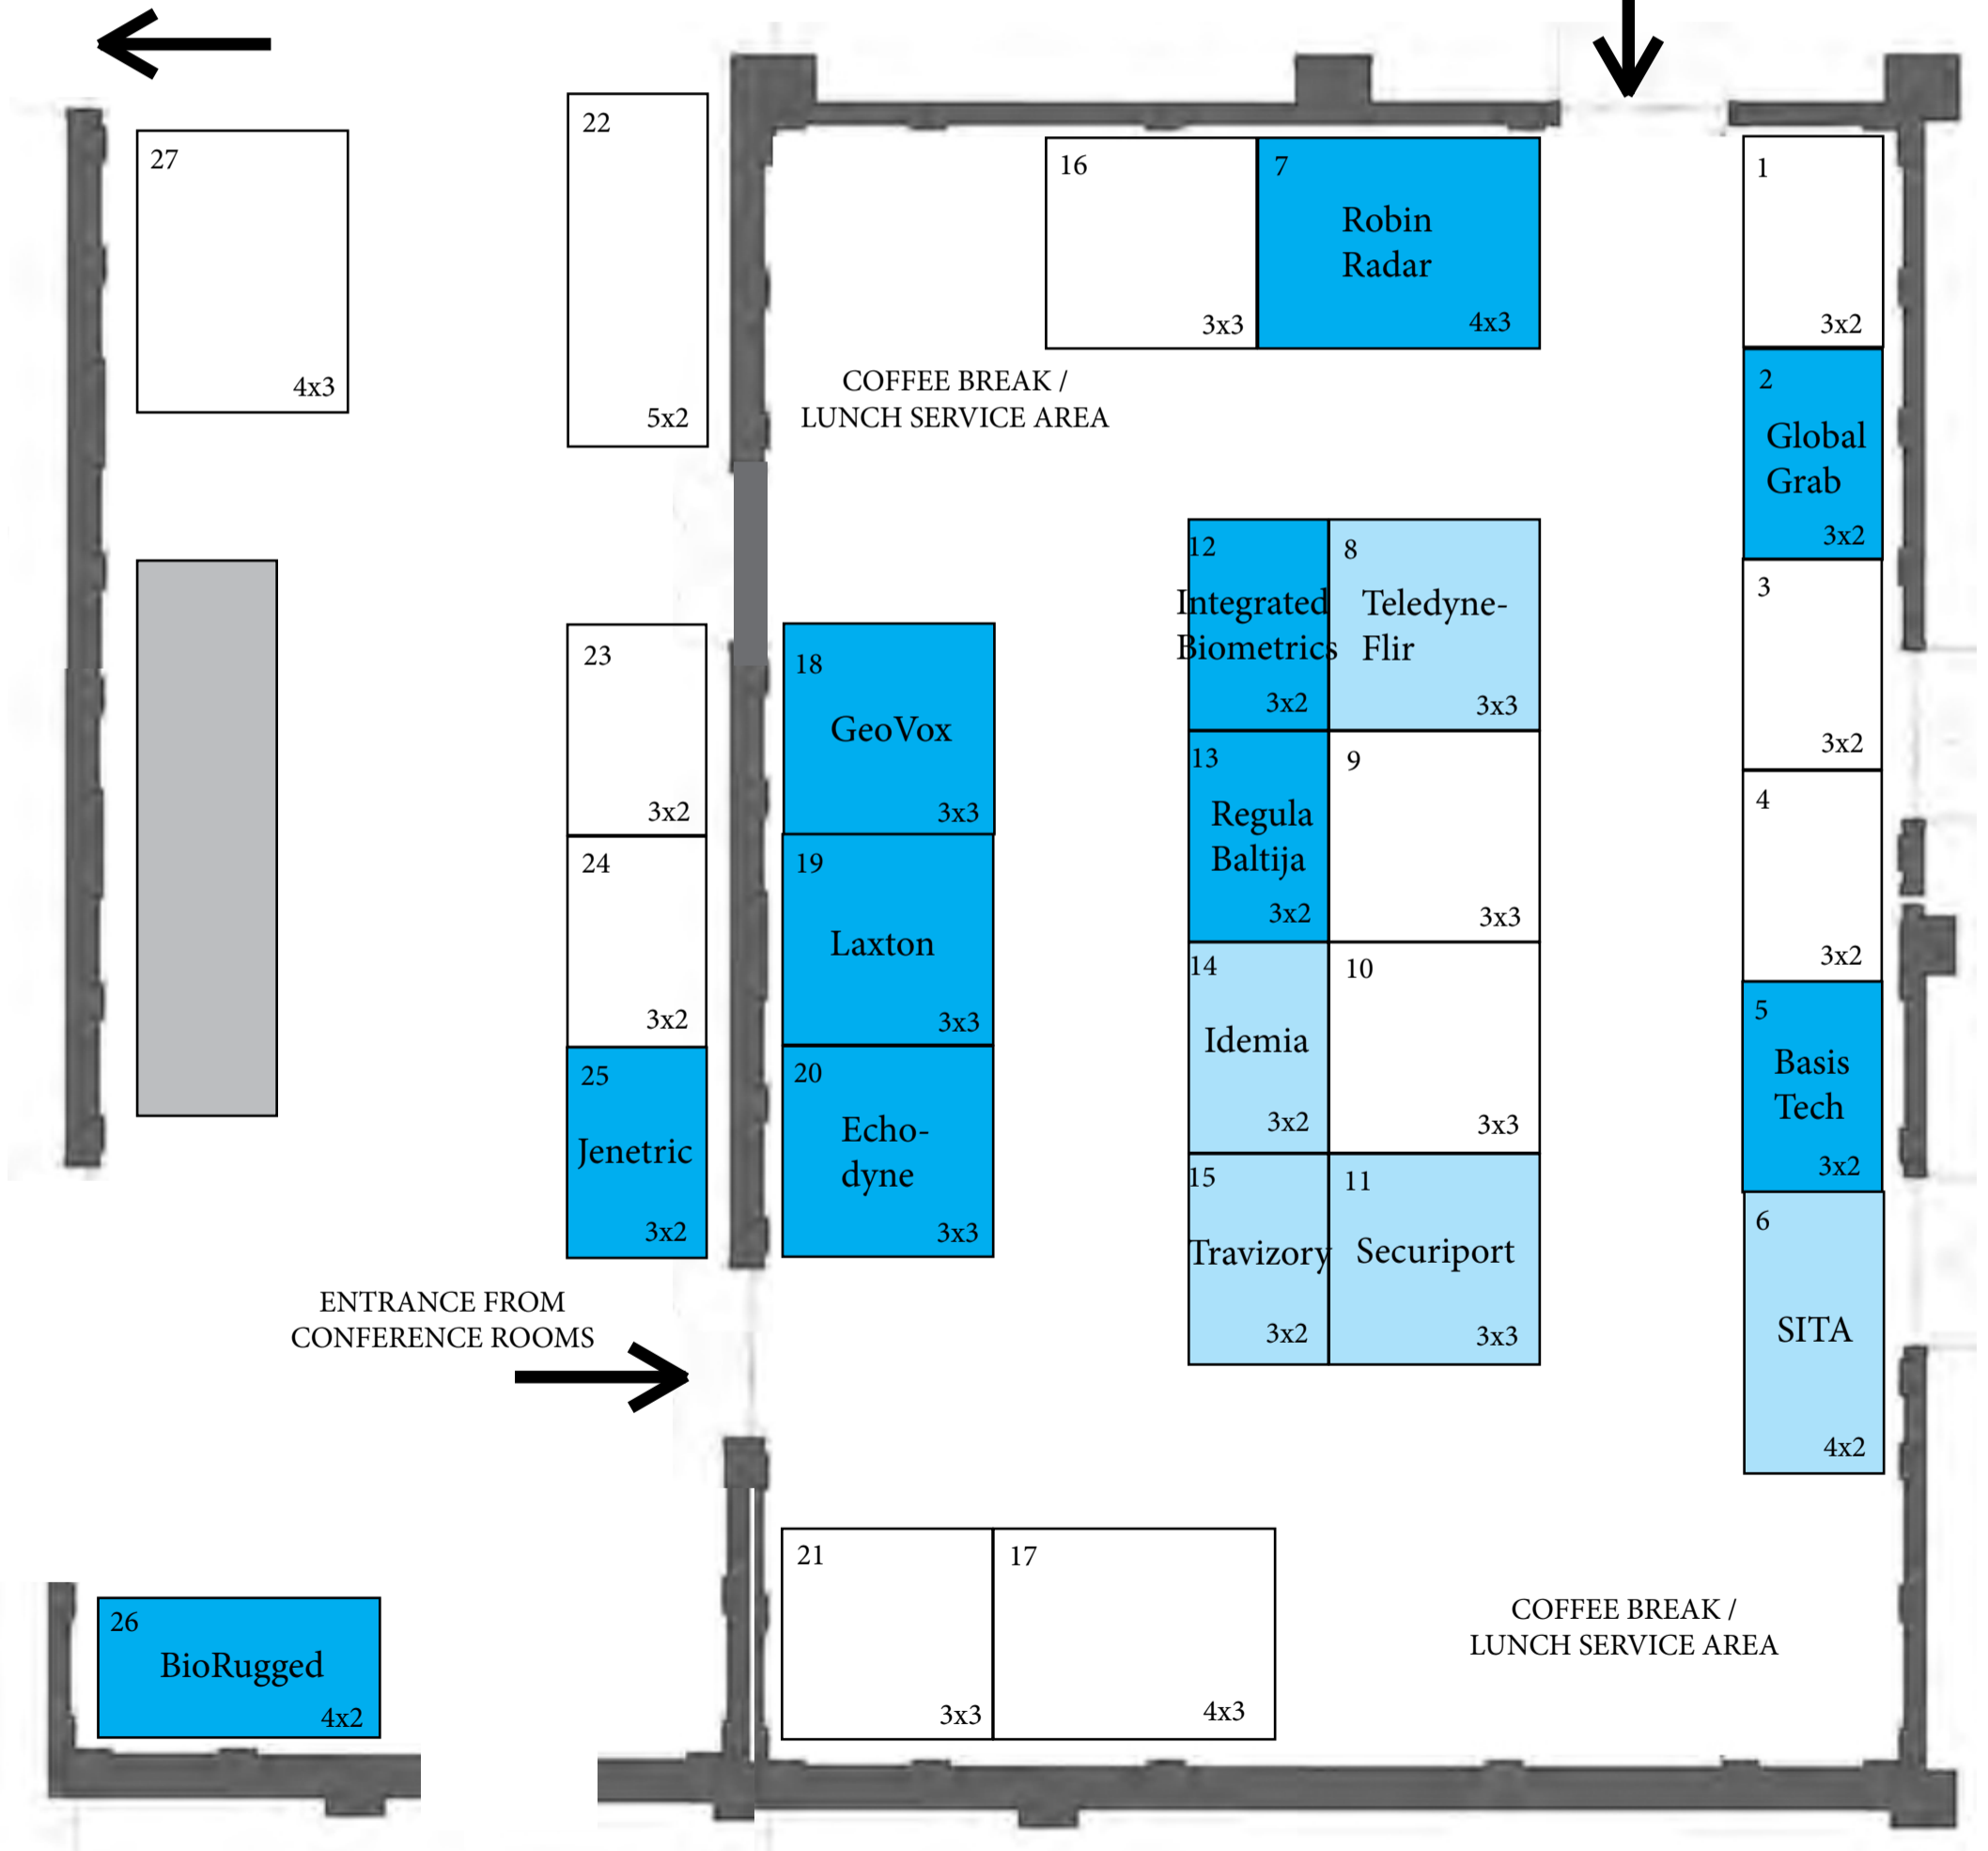 27
4x3
22
5x2
16
3x3
7
Robin
Radar
4x3
1
3x2
COFFEE BREAK /
LUNCH SERVICE AREA
2
Global
Grab
3x2
12
Integrated
Biometrics
3x2
8
Teledyne-
Flir
3x3
3
3x2
23
3x2
18
GeoVox
3x3
13
Regula
Baltija
3x2
9
3x3
4
3x2
24
3x2
19
Laxton
3x3
14
Idemia
3x2
10
3x3
5
Basis
Tech
3x2
25
Jenetric
3x2
20
Echo-
dyne
3x3
15
Travizory
3x2
11
Securiport
3x3
6
SITA
4x2
ENTRANCE FROM
CONFERENCE ROOMS
21
3x3
17
4x3
COFFEE BREAK /
LUNCH SERVICE AREA
26
BioRugged
4x2